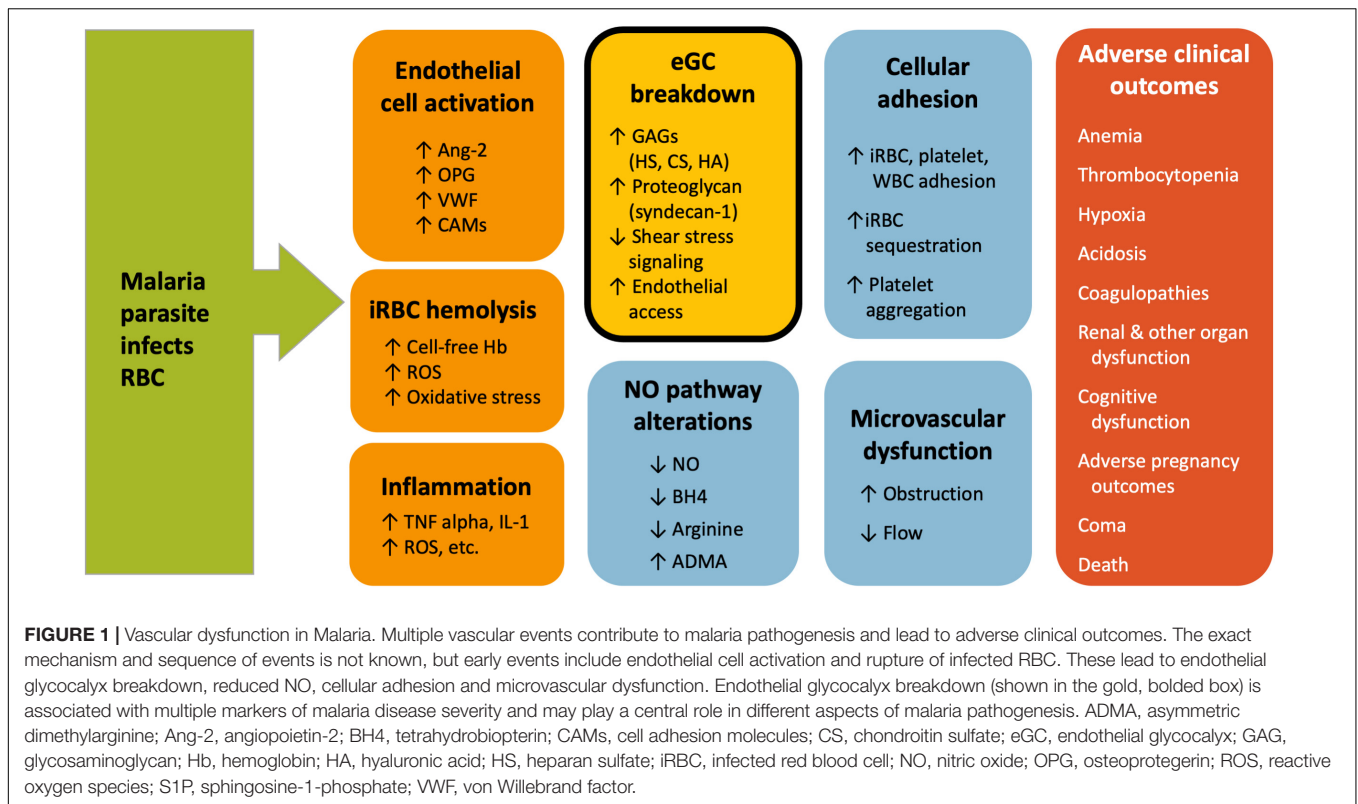 Malaria
parasite
infects
RBC
Endothelial
cell activation
↑ Ang-2
↑ OPG
↑ VWF
↑ CAMs
iRBC hemolysis
↑ Cell-free Hb
↑ ROS
↑ Oxidative stress
Inflammation
↑ TNF alpha, IL-1
↑ ROS, etc.
eGC
breakdown
↑ GAGs
(HS, CS, HA)
↑ Proteoglycan
(syndecan-1)
↓ Shear stress
signaling
↑ Endothelial
access
NO pathway
alterations
↓ NO
↓ BH4
↓ Arginine
↑ ADMA
Cellular
adhesion
↑ iRBC, platelet,
WBC adhesion
↑iRBC
sequestration
↑ Platelet
aggregation
Microvascular
dysfunction
↑ Obstruction
↓ Flow
Adverse clinical
outcomes
Anemia
Thrombocytopenia
Hypoxia
Acidosis
Coagulopathies
Renal & other organ
dysfunction
Cognitive
dysfunction
Adverse pregnancy
outcomes
Coma
Death
FIGURE 1 | Vascular dysfunction in Malaria. Multiple vascular events contribute to malaria pathogenesis and lead to adverse clinical outcomes. The exact
mechanism and sequence of events is not known, but early events include endothelial cell activation and rupture of infected RBC. These lead to endothelial
glycocalyx breakdown, reduced NO, cellular adhesion and microvascular dysfunction. Endothelial glycocalyx breakdown (shown in the gold, bolded box) is
associated with multiple markers of malaria disease severity and may play a central role in different aspects of malaria pathogenesis. ADMA, asymmetric
dimethylarginine; Ang-2, angiopoietin-2; BH4, tetrahydrobiopterin; CAMs, cell adhesion molecules; CS, chondroitin sulfate; eGC, endothelial glycocalyx; GAG,
glycosaminoglycan; Hb, hemoglobin; HA, hyaluronic acid; HS, heparan sulfate; iRBC, infected red blood cell; NO, nitric oxide; OPG, osteoprotegerin; ROS, reactive
oxygen species; S1P, sphingosine-1-phosphate; VWF, von Willebrand factor.